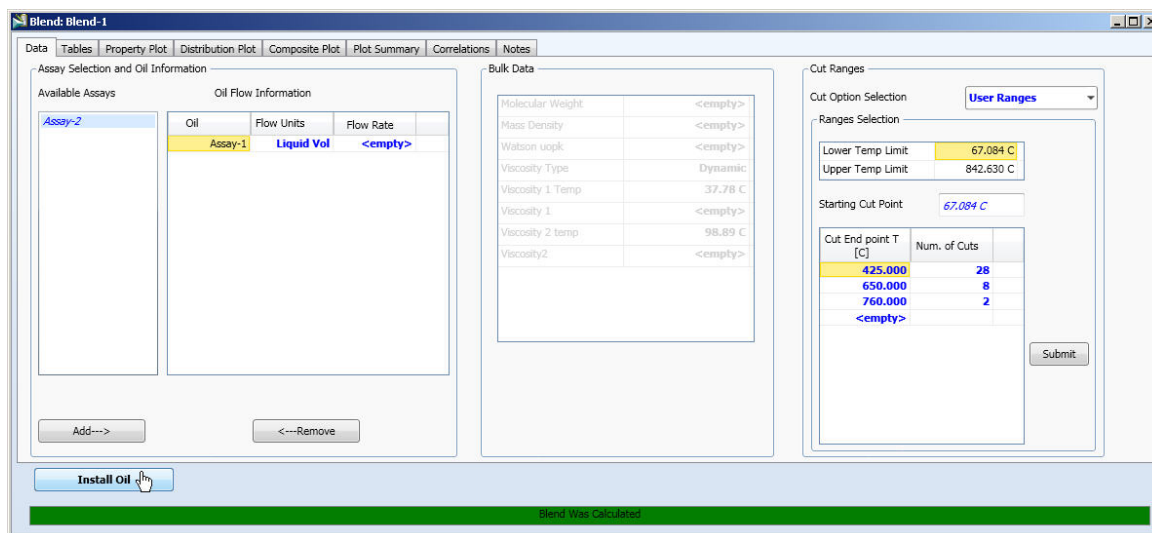 Blend: Blend-1
Data Tables Property Plot Distribution Plot Composite Plot Plot Summary Correlations Notes
Assay Selection and Oil Information
Available Assays Oil Flow Information
Assay-2
Oil Flow Units Flow Rate
Assay-1 Liquid Vol <empty>
Add---> <---Remove
Bulk Data
Molecular Weight <empty>
Mass Density <empty>
Watson uopk <empty>
Viscosity Type Dynamic
Viscosity 1 Temp 37.78 C
Viscosity 1 <empty>
Viscosity 2 temp 98.89 C
Viscosity2 <empty>
Cut Ranges
Cut Option Selection User Ranges
Ranges Selection
Lower Temp Limit 67.084 C
Upper Temp Limit 842.630 C
Starting Cut Point 67.084 C
Cut End point T
[C] Num. of Cuts
425.000 28
650.000 8
760.000 2
<empty>
Submit
Install Oil
Blend Was Calculated